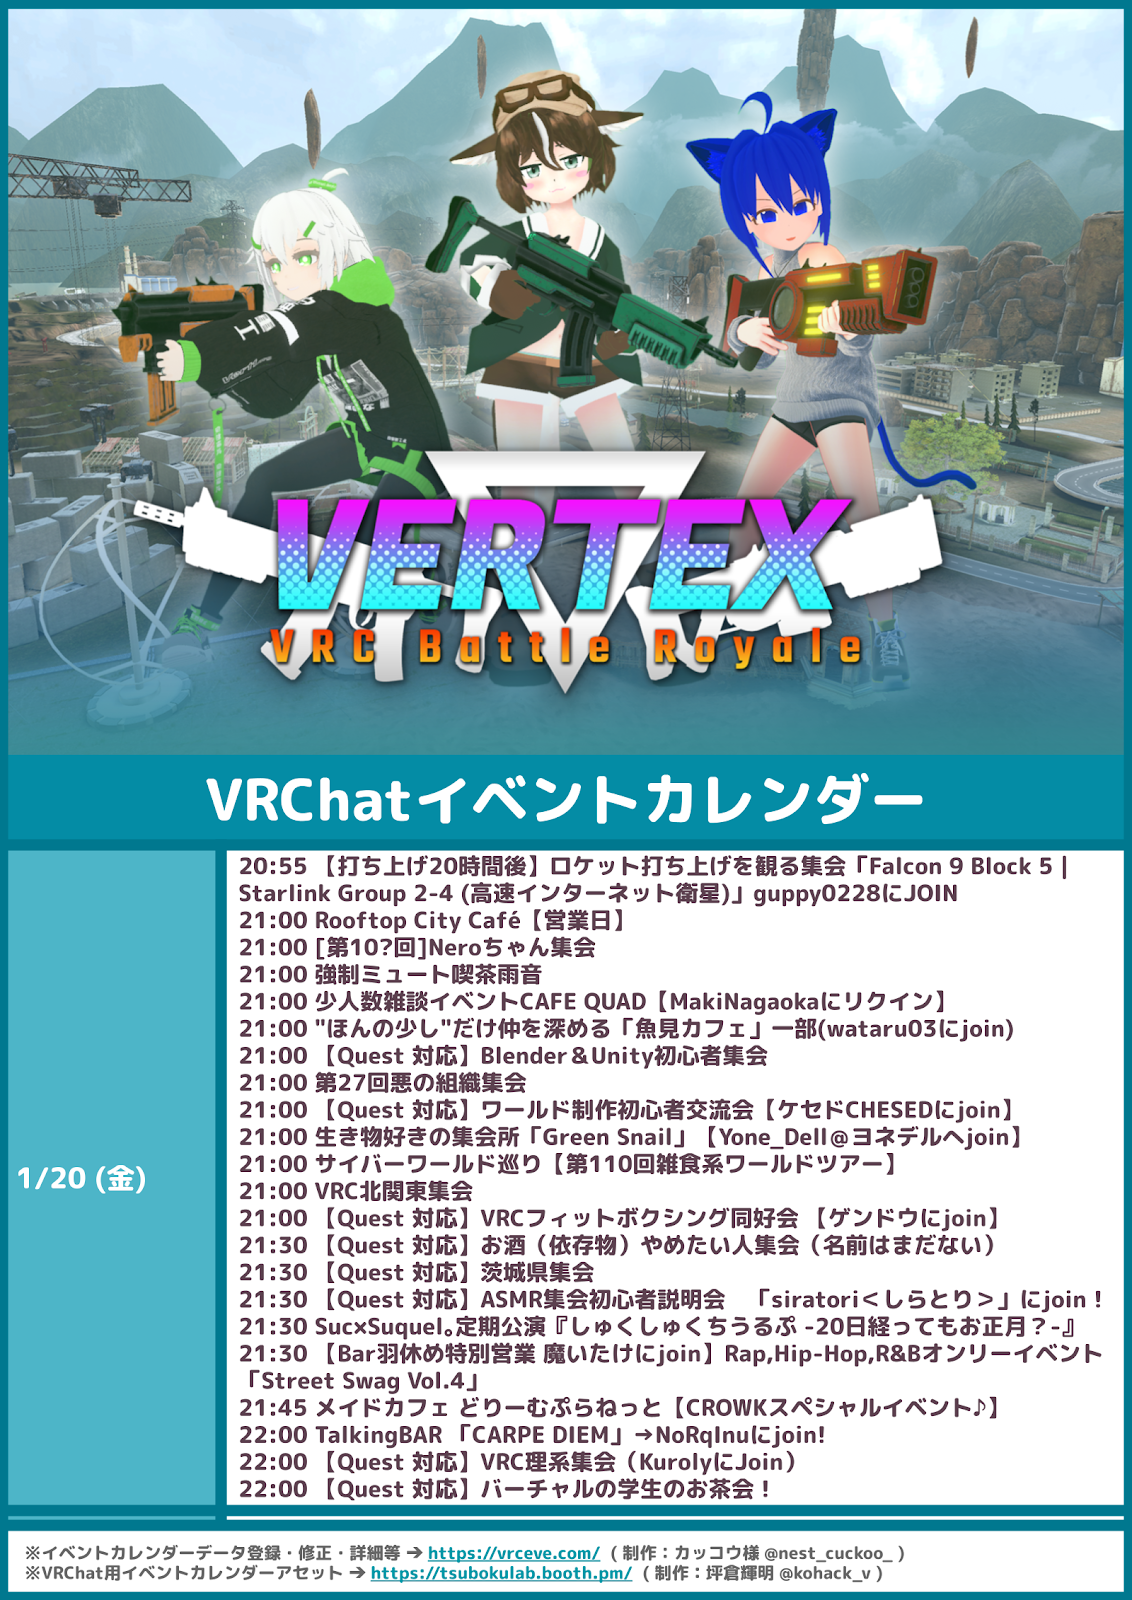 VERTEX
VRC Battle Royale
VRChatイベントカレンダー
1/20 (金)
20:55 【打ち上げ20時間後】ロケット打ち上げを観る集会「Falcon 9 Block 5 |
Starlink Group 2-4 (高速インターネット衛星)」guppy0228にJOIN
21:00 Rooftop City Café【営業日】
21:00 [第10?回]Neroちゃん集会
21:00 強制ミュート喫茶雨音
21:00 少人数雑談イベントCAFE QUAD【MakiNagaokaにリクイン】
21:00 "ほんの少し"だけ仲を深める「魚見カフェ」一部(wataru03にjoin)
21:00 【Quest 対応】Blender＆Unity初心者集会
21:00 第27回悪の組織集会
21:00 【Quest 対応】ワールド制作初心者交流会【ケセドCHESEDにjoin】
21:00 生き物好きの集会所「Green Snail」【Yone_Dell＠ヨネデルへjoin】
21:00 サイバーワールド巡り【第110回雑食系ワールドツアー】
21:00 VRC北関東集会
21:00 【Quest 対応】VRCフィットボクシング同好会 【ゲンドウにjoin】
21:30 【Quest 対応】お酒（依存物）やめたい人集会（名前はまだない）
21:30 【Quest 対応】茨城県集会
21:30 【Quest 対応】ASMR集会初心者説明会　「siratori＜しらとり＞」にjoin！
21:30 Suc×Suquel。定期公演『しゅくしゅくちうるぷ -20日経ってもお正月？-』
21:30 【Bar羽休め特別営業 魔いたけにjoin】Rap,Hip-Hop,R&Bオンリーイベント
「Street Swag Vol.4」
21:45 メイドカフェ どりーむぷらねっと【CROWKスペシャルイベント♪】
22:00 TalkingBAR 「CARPE DIEM」→NoRqInuにjoin!
22:00 【Quest 対応】VRC理系集会（KurolyにJoin）
22:00 【Quest 対応】バーチャルの学生のお茶会！
※イベントカレンダーデータ登録・修正・詳細等 → https://vrceve.com/ （制作：カッコウ様 @nest_cuckoo_ ）
※VRChat用イベントカレンダーアセット → https://tsubokulab.booth.pm/ （制作：坪倉輝明 @kohack_v ）